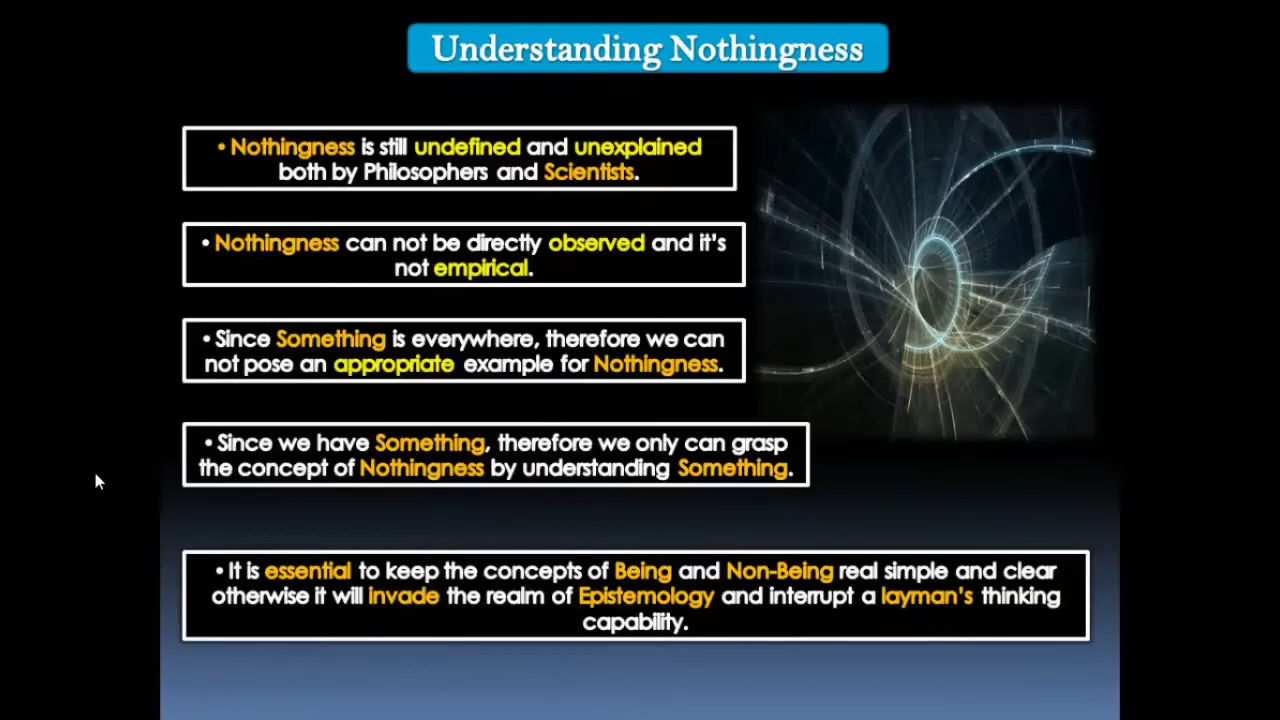 Understanding Nothingness
• Nothingness is still undefined and unexplained
both by Philosophers and Scientists.
• Nothingness can not be directly observed and it's
not empirical.
• Since Something is everywhere, therefore we can
not pose an appropriate example for Nothingness.
• Since we have Something, therefore we only can grasp
the concept of Nothingness by understanding Something.
• It is essential to keep the concepts of Being and Non-Being real simple and clear
otherwise it will invade the realm of Epistemology and interrupt a layman's thinking
capability.